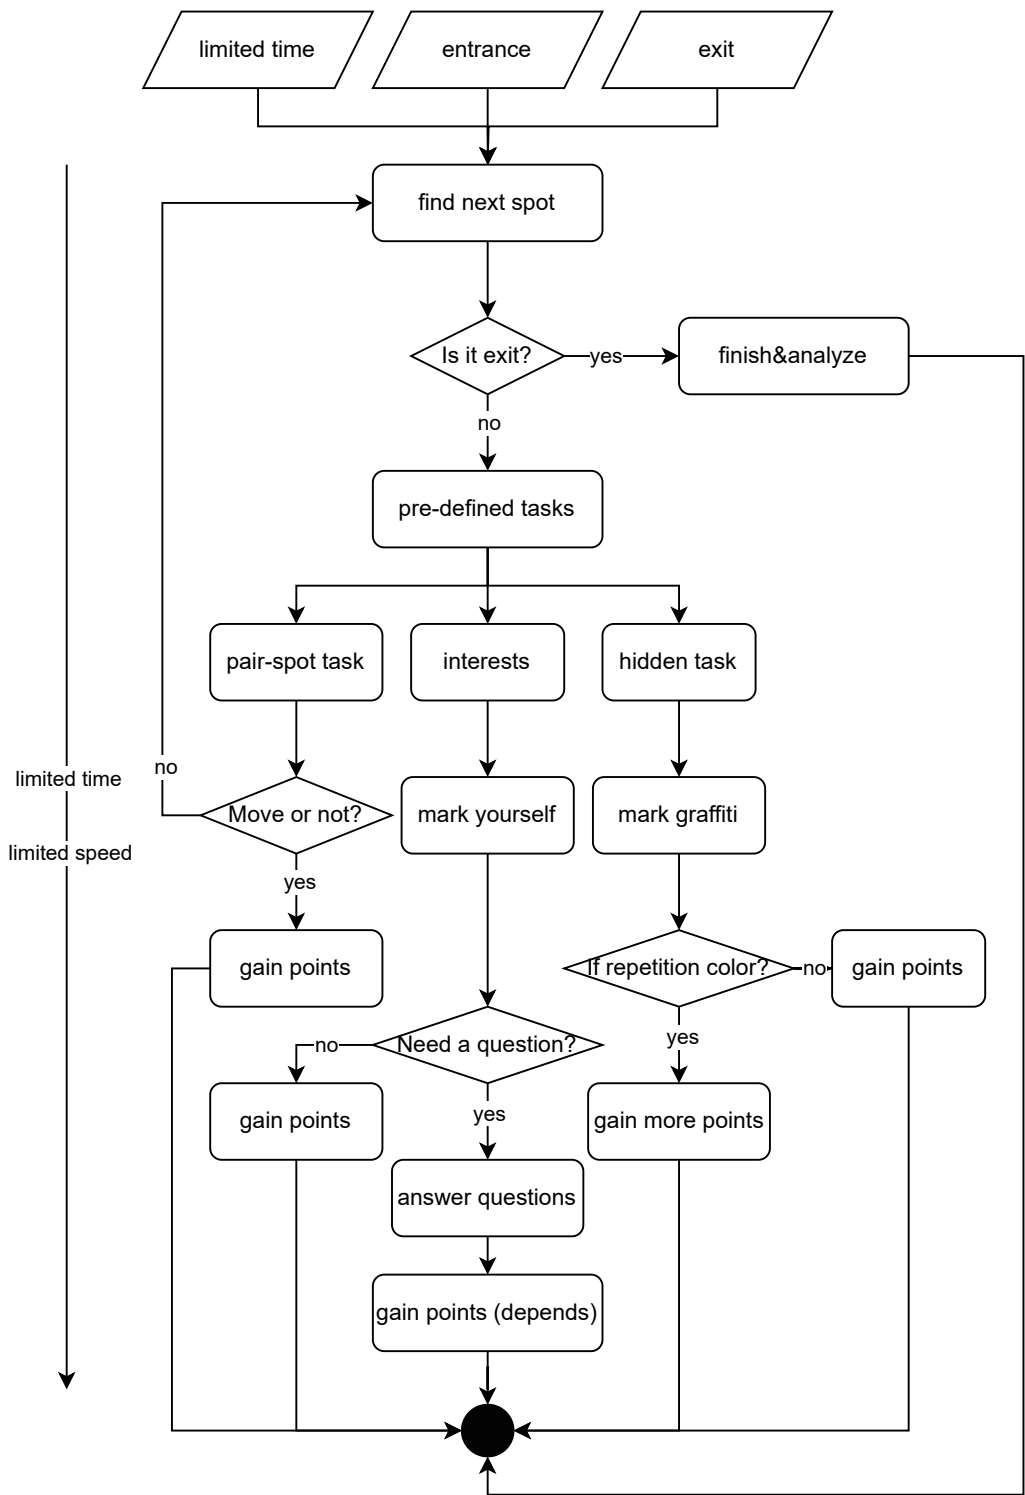 limited time
entrance
exit
find next spot
Is it exit?
yes
finish&analyze
no
pre-defined tasks
pair-spot task
interests
hidden task
no
limited time
limited speed
Move or not?
mark yourself
mark graffiti
yes
gain points
If repetition color?
no
gain points
no
Need a question?
yes
gain points
yes
gain more points
answer questions
gain points (depends)